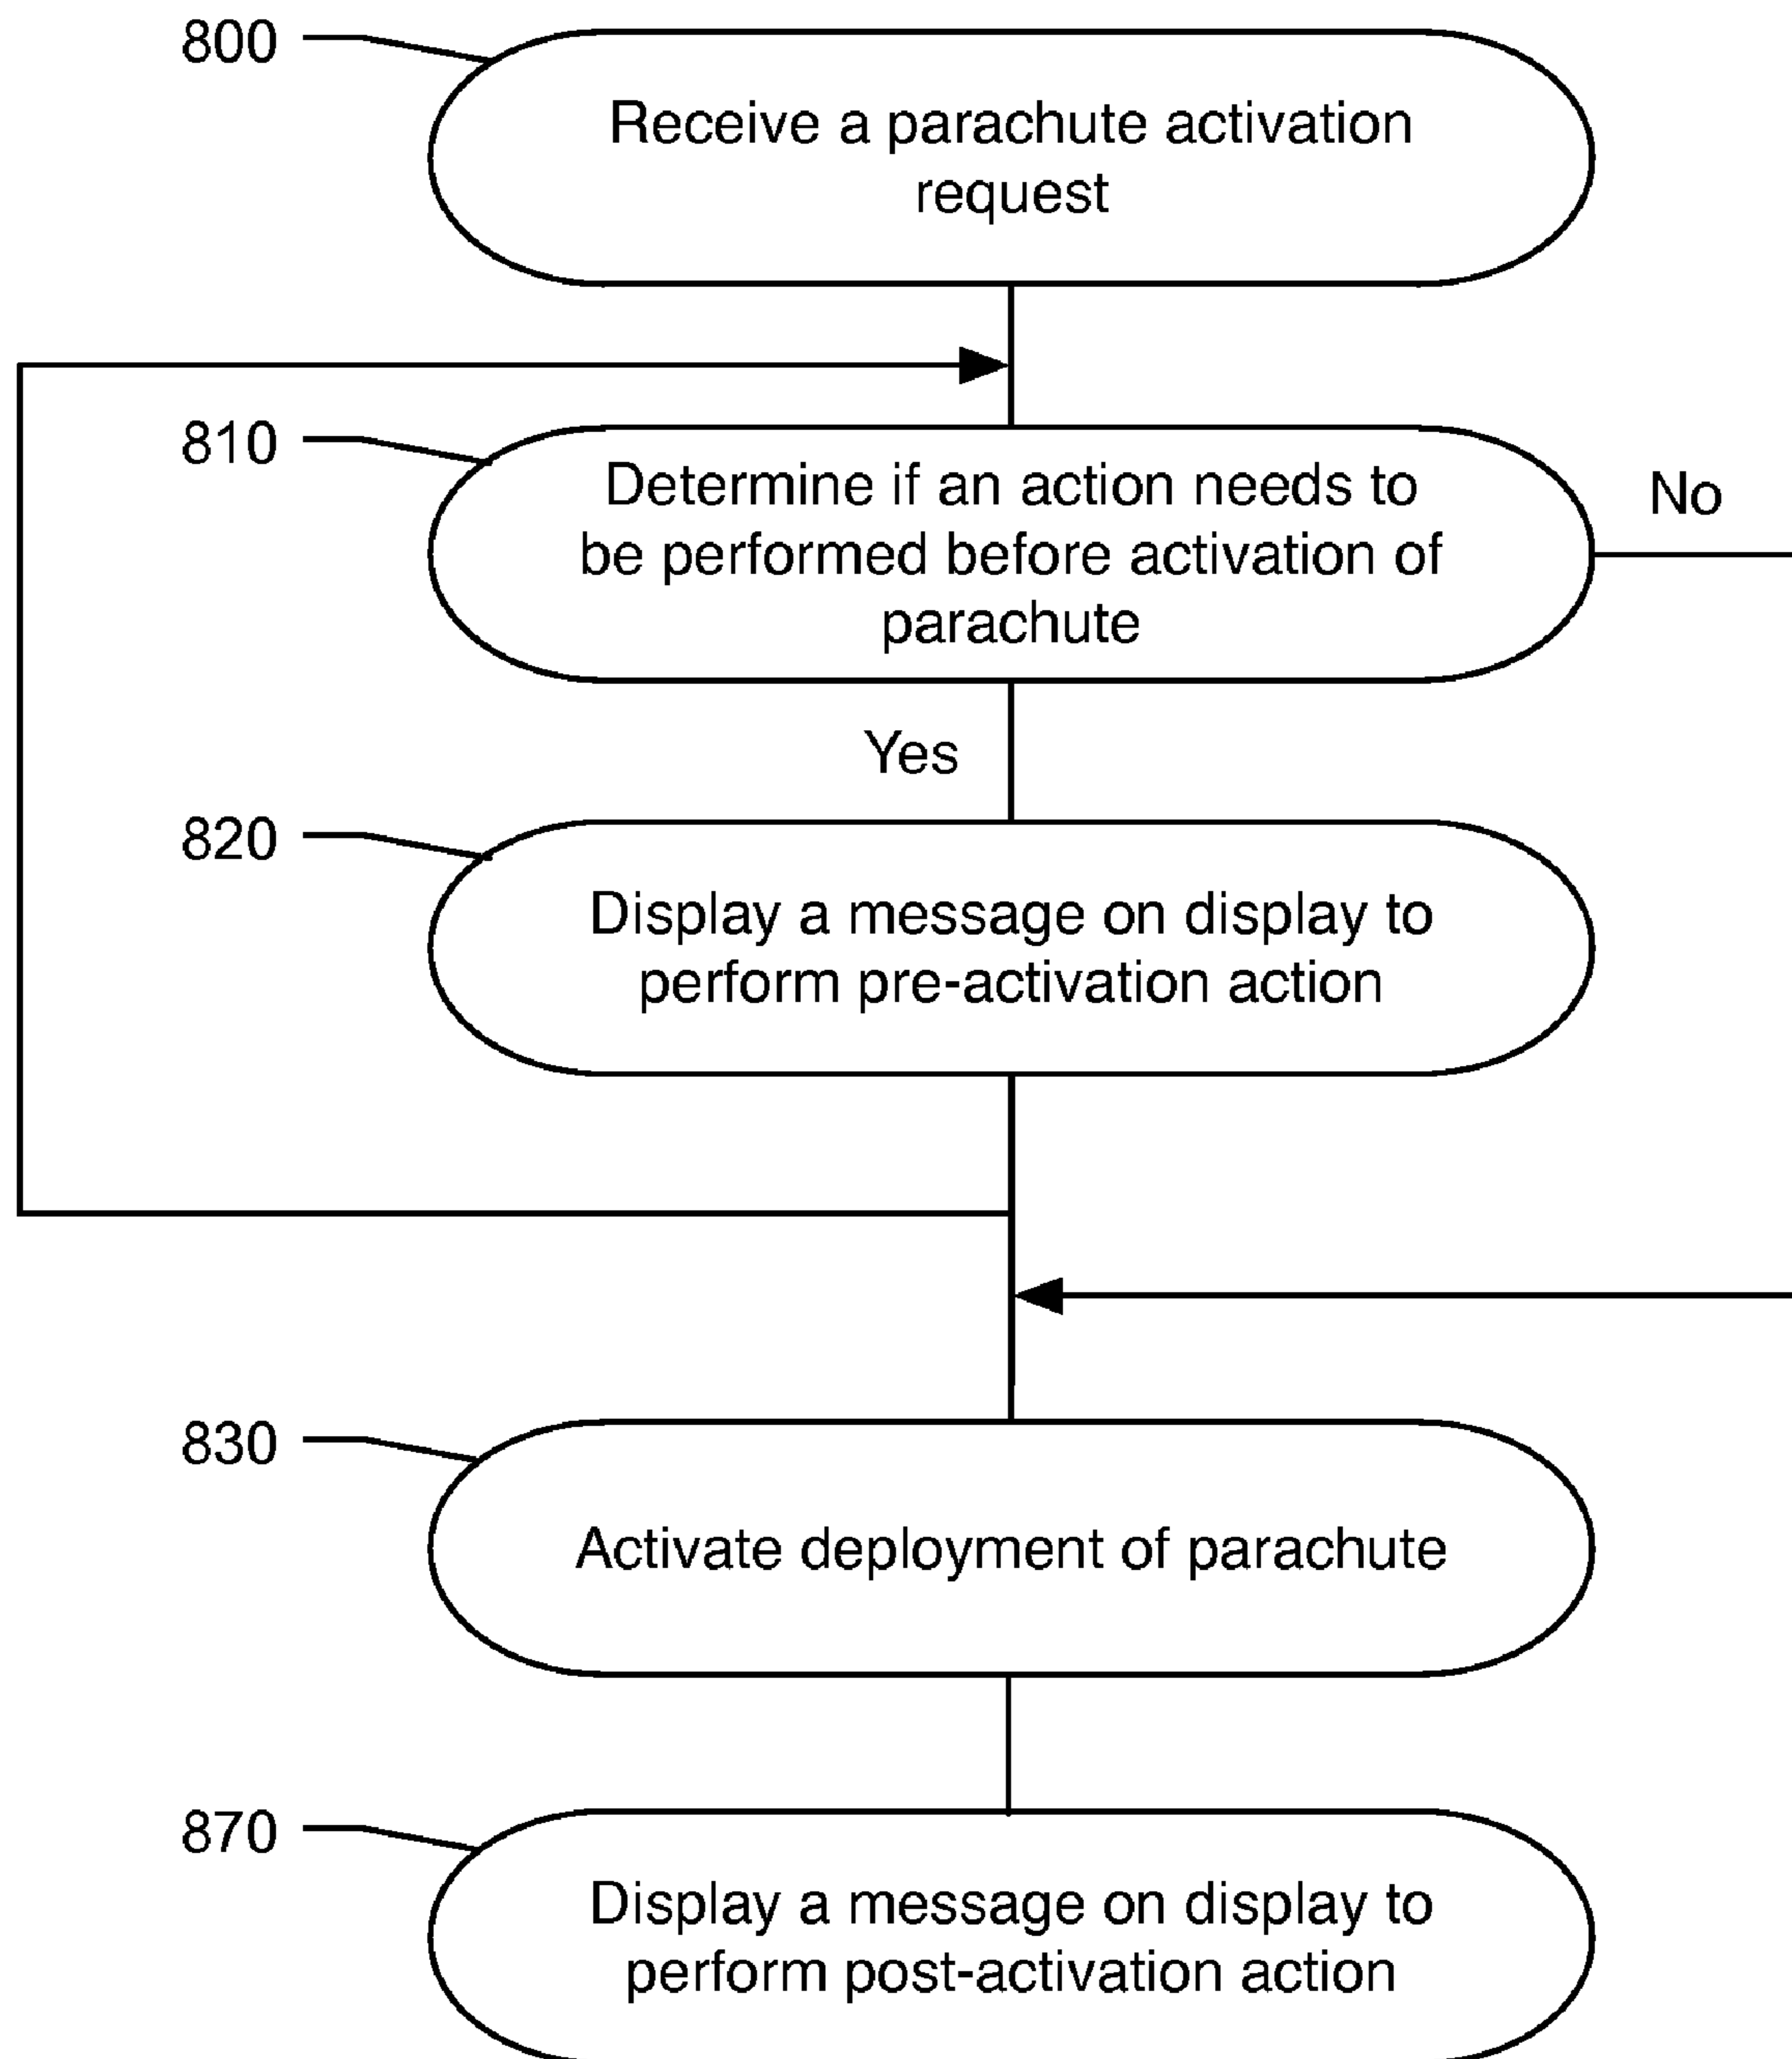 800
Receive a parachute activation
request
810
Determine if an action needs to
be performed before activation of
parachute
No
Yes
820
Display a message on display to
perform pre-activation action
830
Activate deployment of parachute
870
Display a message on display to
perform post-activation action